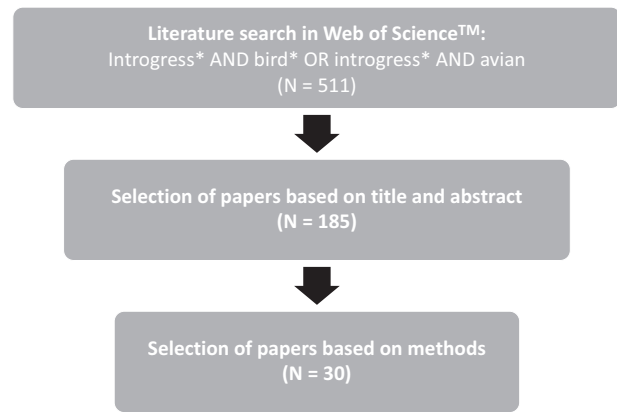 Literature search in Web of Science™:
Introgress* AND bird* OR introgress* AND avian
(N = 511)
Selection of papers based on title and abstract
(N = 185)
Selection of papers based on methods
(N = 30)